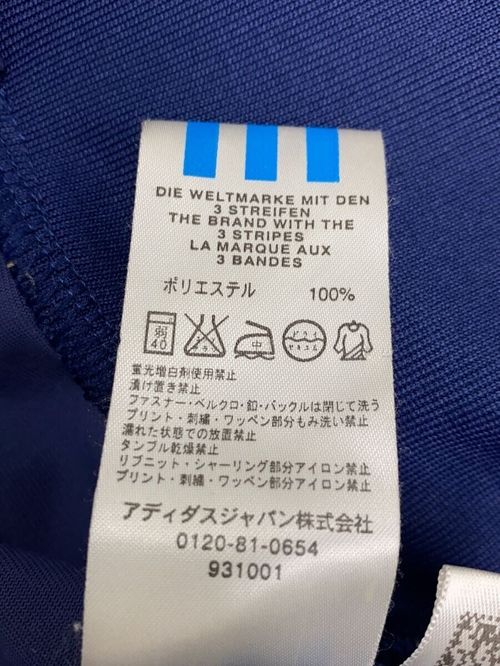 DIE WELTMARKE MIT DEN
3 STREIFEN
THE BRAND WITH THE
3 STRIPES
LA MARQUE AUX
3 BANDES
ポリエステル 100%
弱 40 中 ドライ セキユ系
蛍光増白剤使用禁止
漬け置き禁止
ファスナー・ベルクロ・釦・バックルは閉じて洗う
プリント・刺繍・ワッペン部分もみ洗い禁止
濡れた状態での放置禁止
タンブル乾燥禁止
リブニット・シャーリング部分アイロン禁止
プリント・刺繍・ワッペン部分アイロン禁止
アディダスジャパン株式会社
0120-81-0654
931001